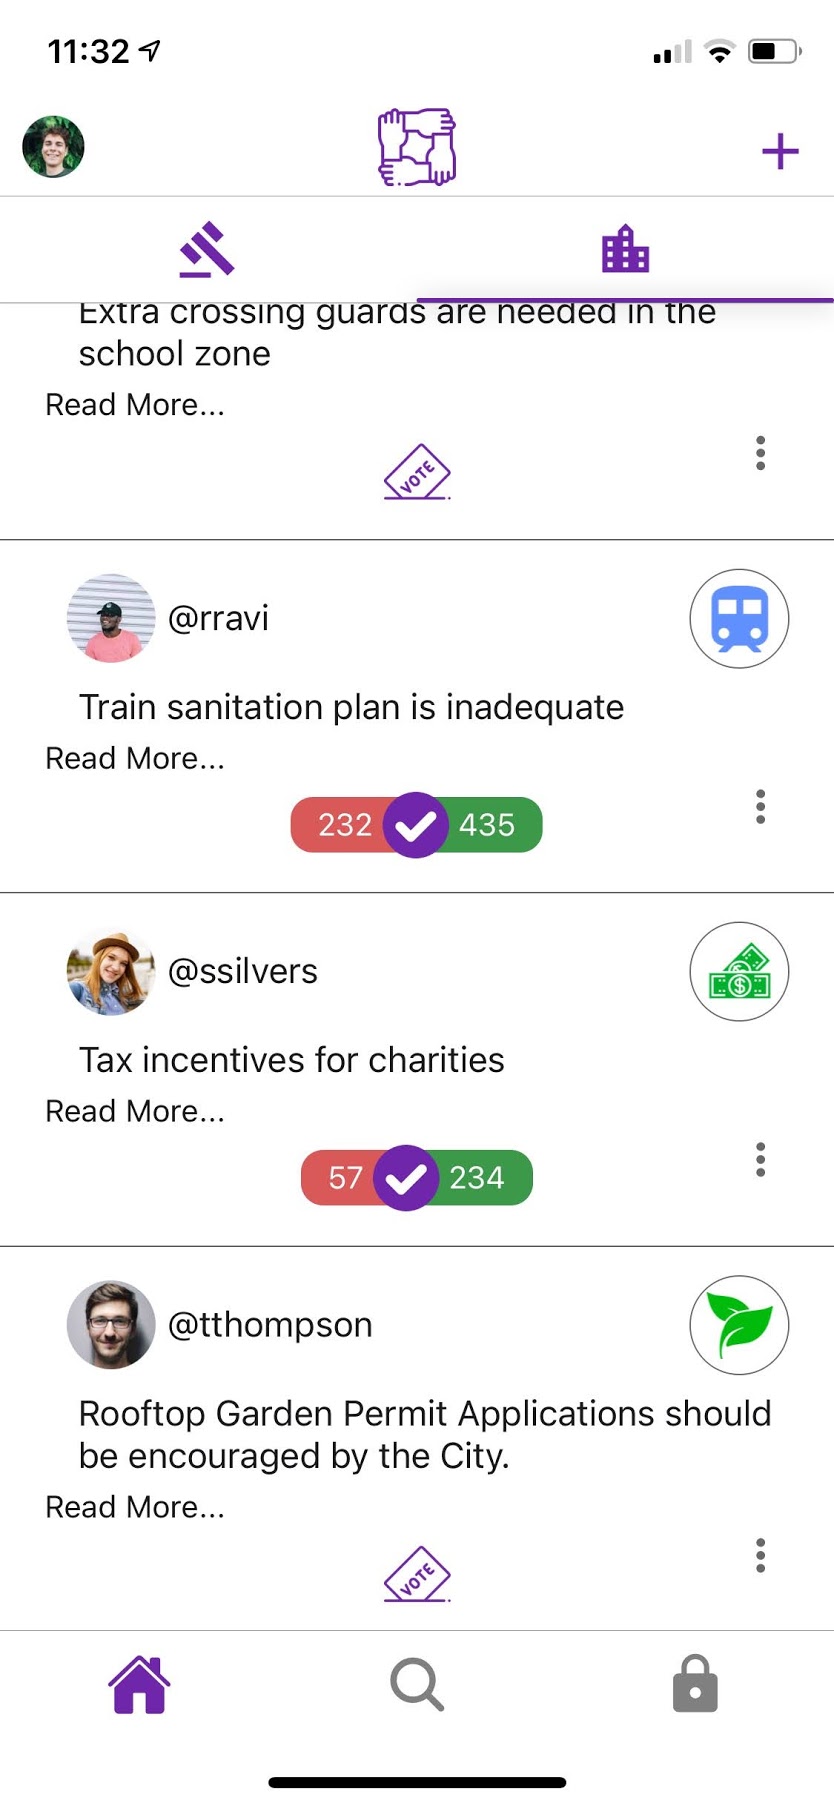 11:32
Extra crossing guards are needed in the
school zone
Read More...
VOTE
@rravi
Train sanitation plan is inadequate
Read More...
232 435
@ssilvers
Tax incentives for charities
Read More...
57 234
@tthompson
Rooftop Garden Permit Applications should
be encouraged by the City.
Read More...
VOTE